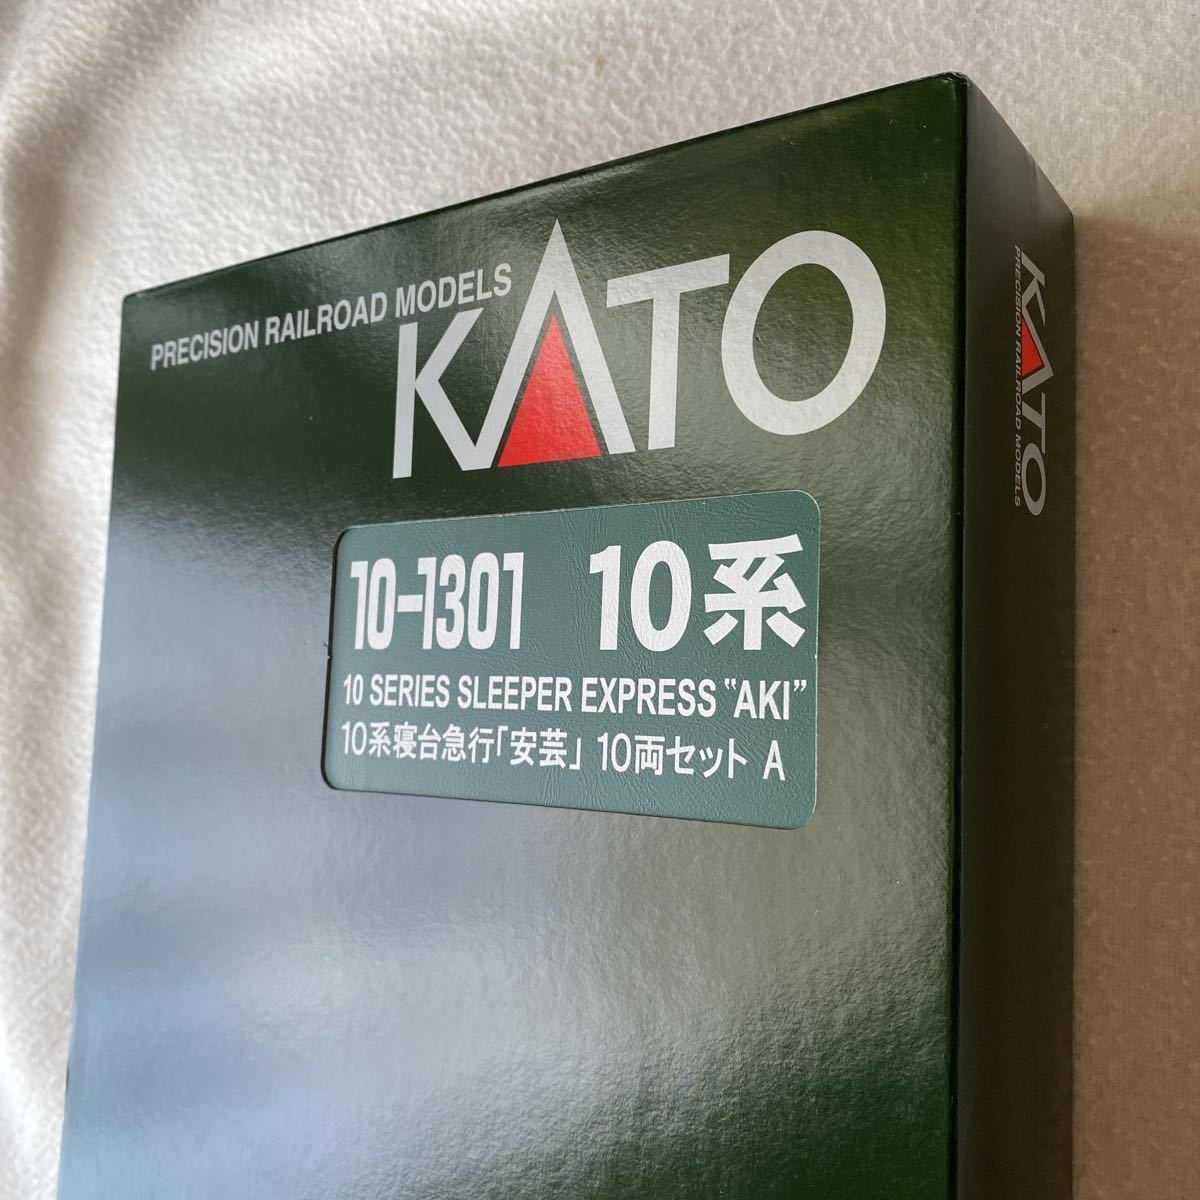 PRECISION RAILROAD MODELS
KATO
10-1301 10系
10 SERIES SLEEPER EXPRESS "AKI"
10系寝台急行「安芸」 10両セット A
KATO
PRECISION RAILROAD MODELS